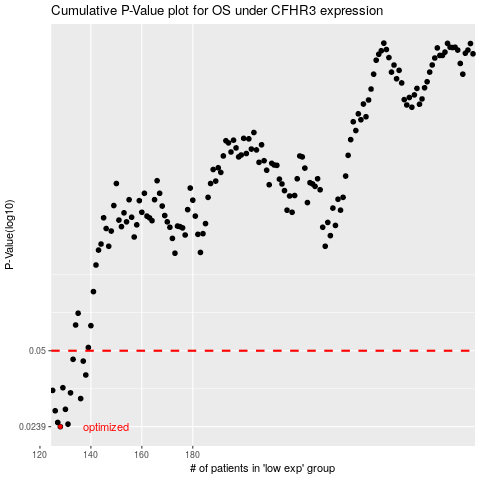 Cumulative P-Value plot for OS under CFHR3 expression
P-Value(log10)
0.05
0.0239
optimized
120 140 160 180
# of patients in 'low exp' group